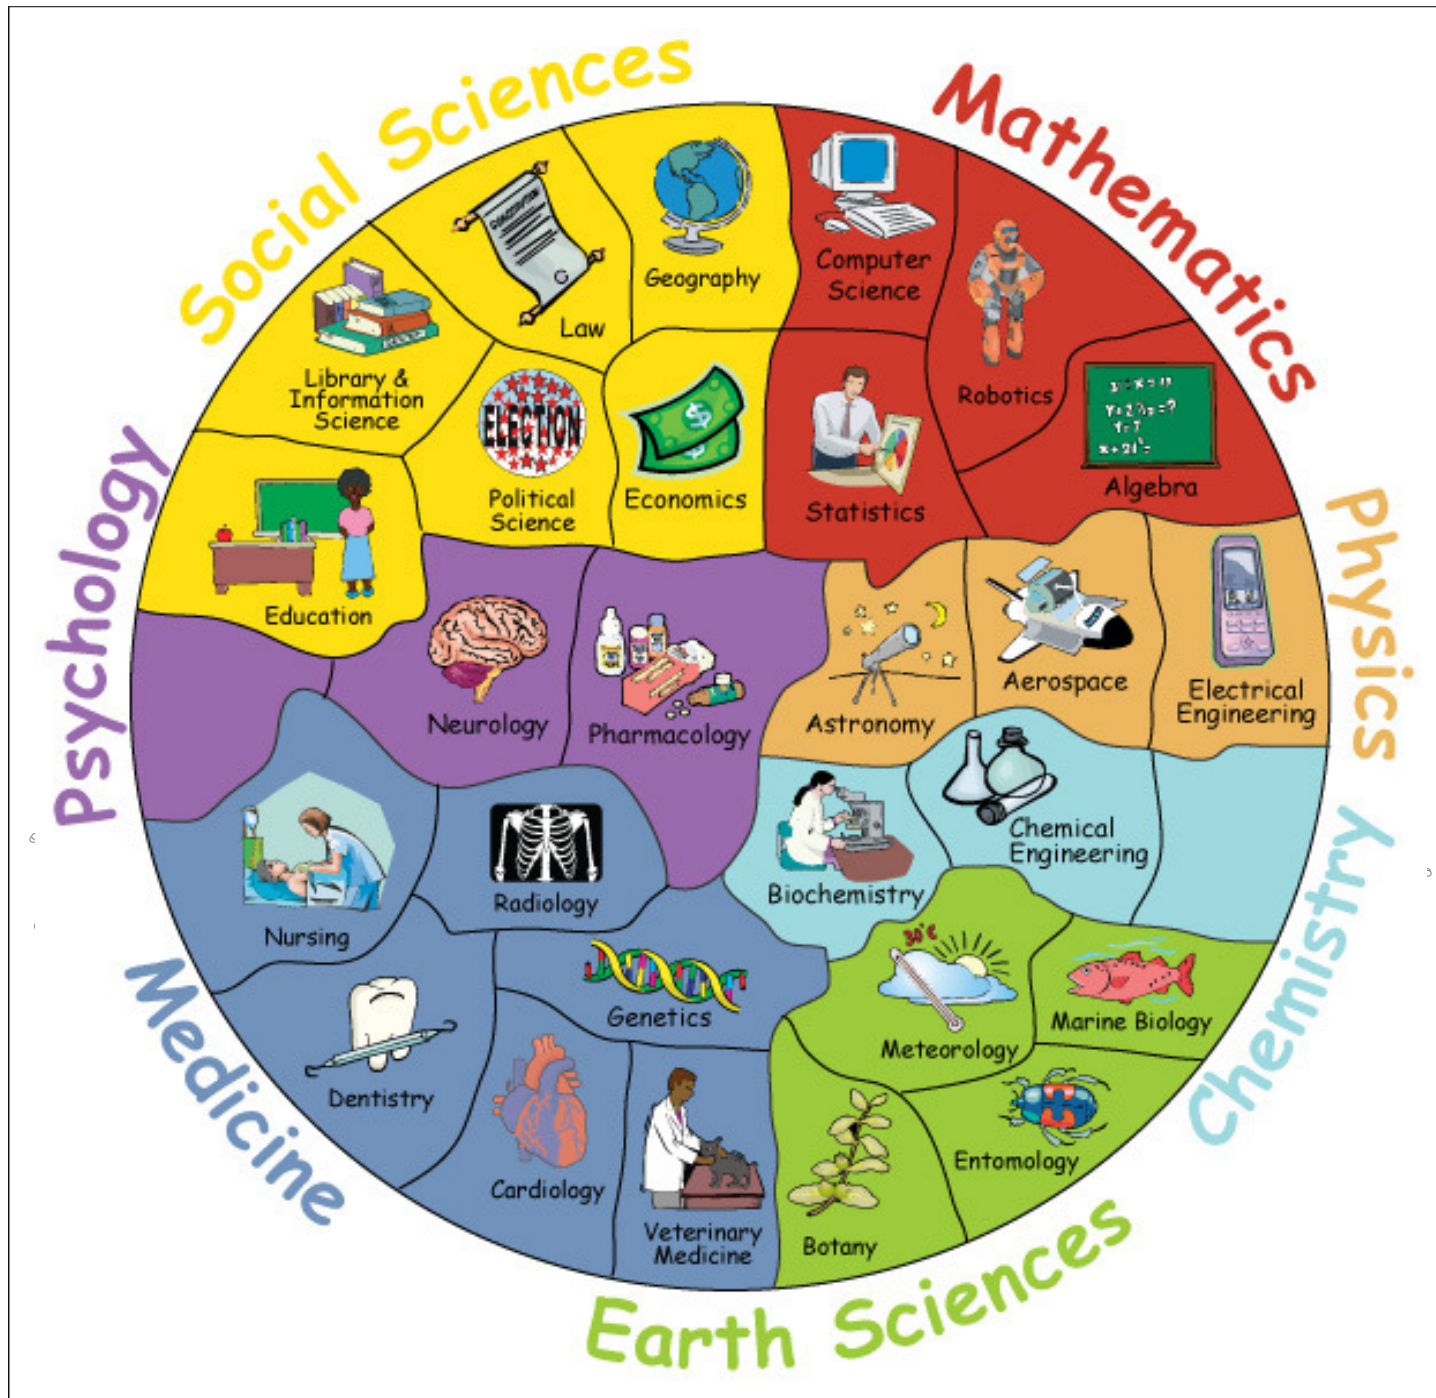 Social Sciences
Mathematics
Physics
Chemistry
Earth Sciences
Medicine
Psychology
Geography
Law
Library &
Information
Science
Political
Science
Economics
Education
ELECTION
Computer
Science
Robotics
Statistics
Algebra
Neurology
Pharmacology
Astronomy
Aerospace
Electrical
Engineering
Biochemistry
Chemical
Engineering
Nursing
Radiology
Genetics
Dentistry
Cardiology
Veterinary
Medicine
30°C
Meteorology
Marine Biology
Entomology
Botany